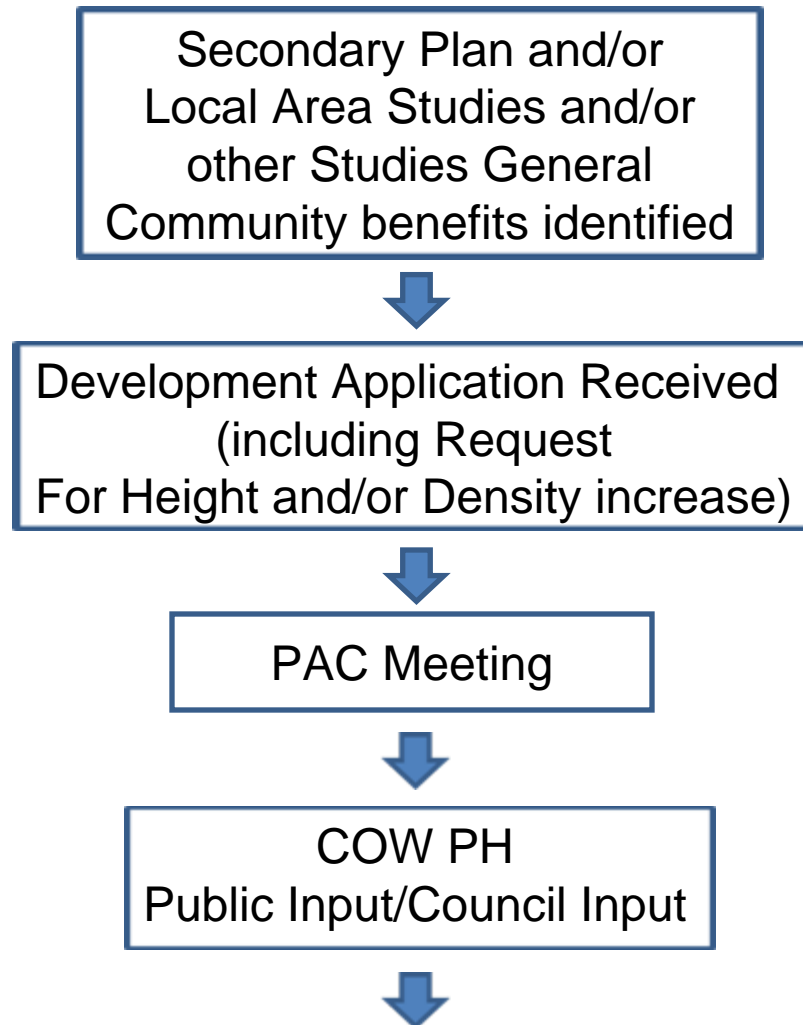 Secondary Plan and/or
Local Area Studies and/or
other Studies General
Community benefits identified
Development Application Received
(including Request
For Height and/or Density increase)
PAC Meeting
COW PH
Public Input/Council Input